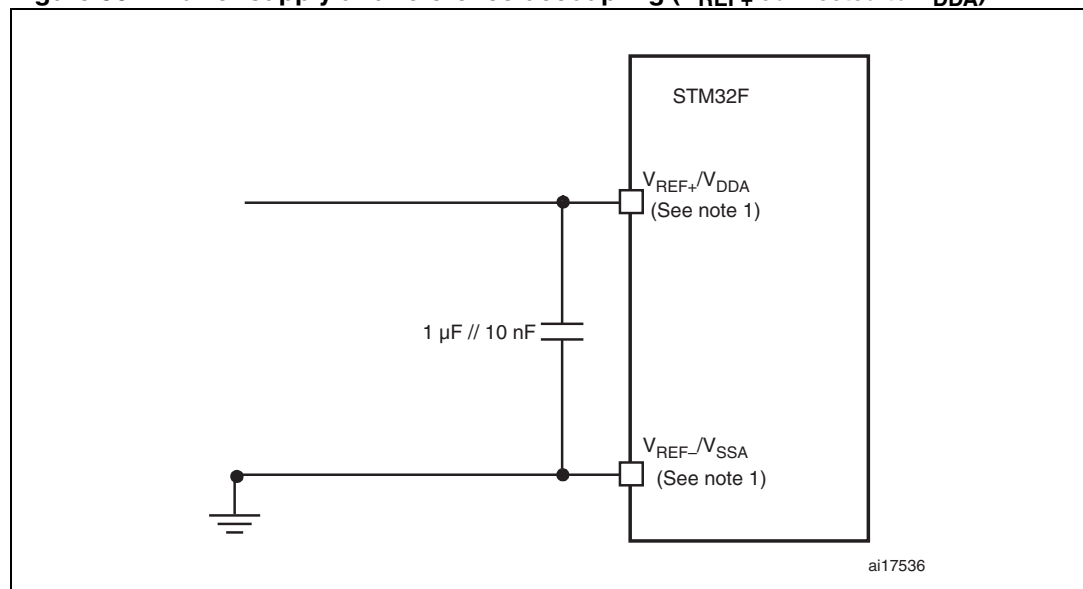 STM32F
VREF+/VDDA
(See note 1)
1 µF // 10 nF
VREF–/VSSA
(See note 1)
ai17536